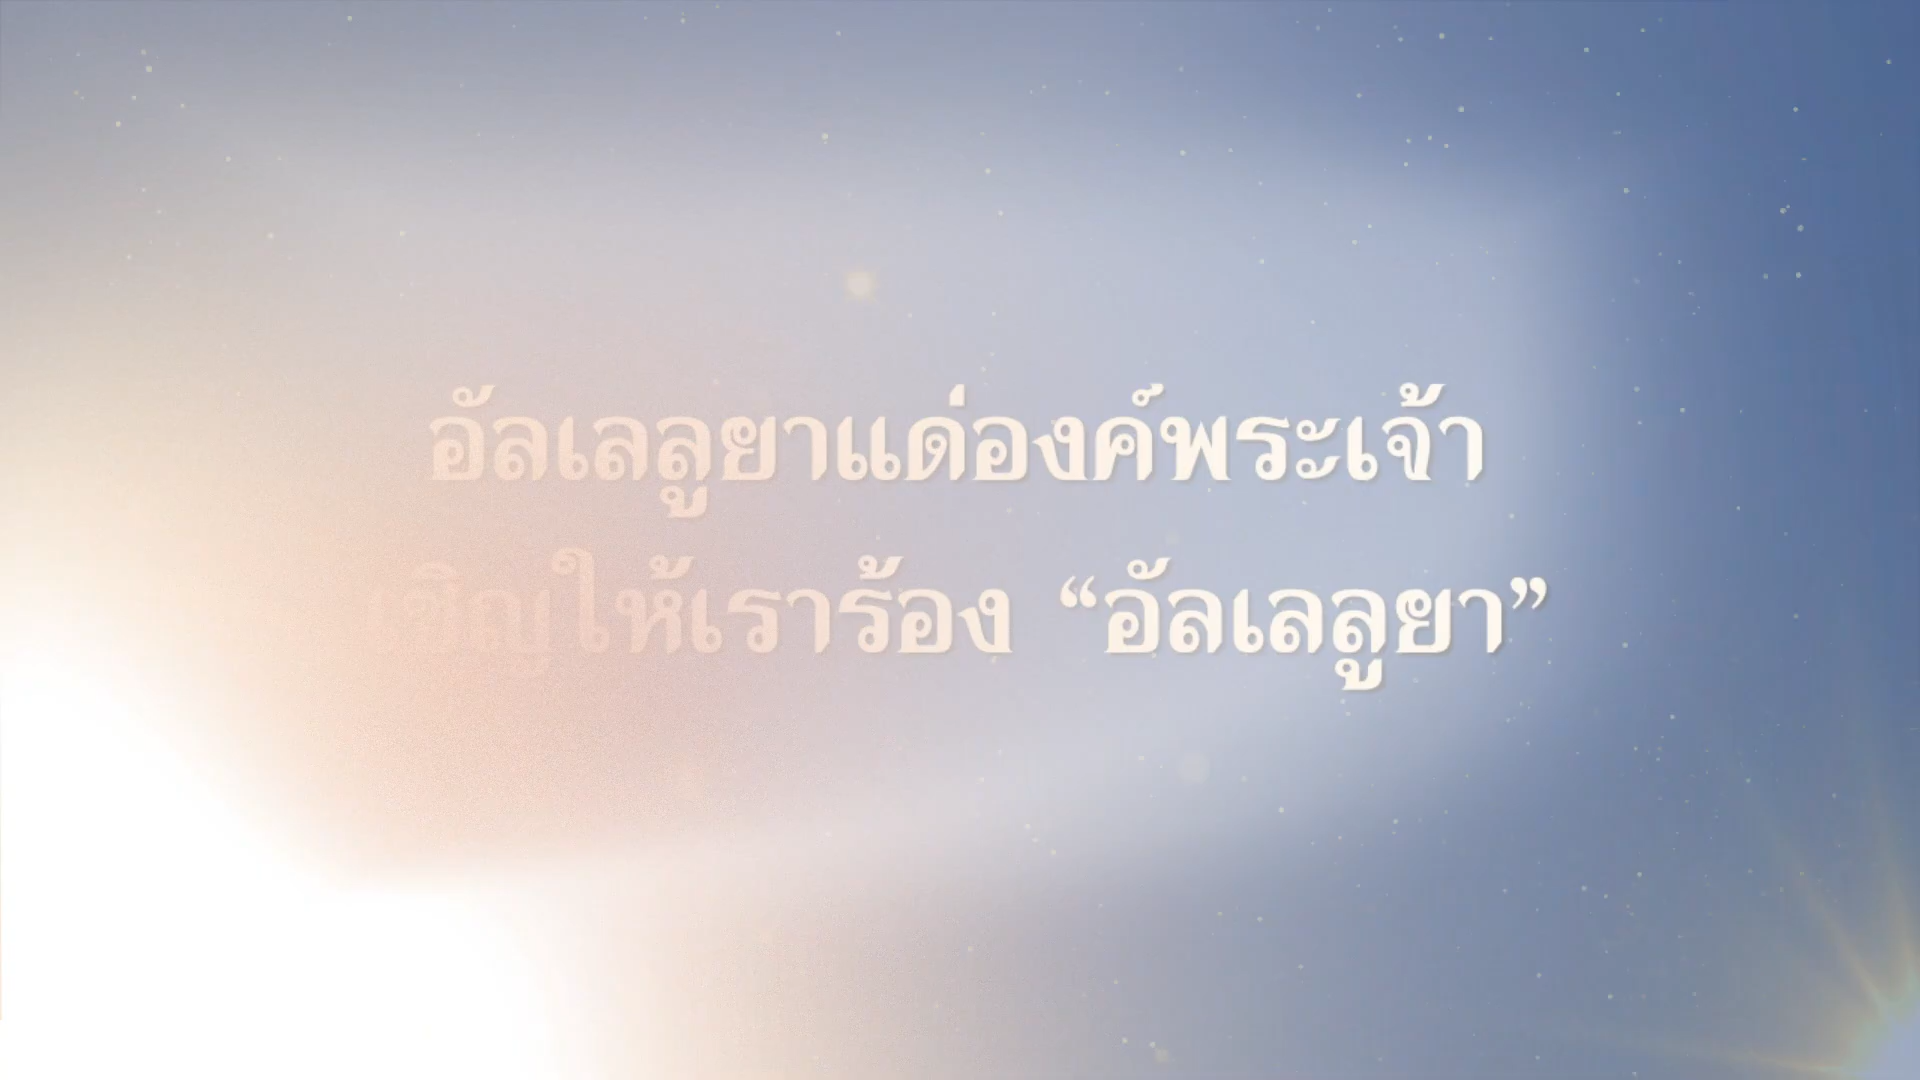 อัลเลลูยาแด่องค์พระเจ้า
เชิญให้เราร้อง “อัลเลลูยา”